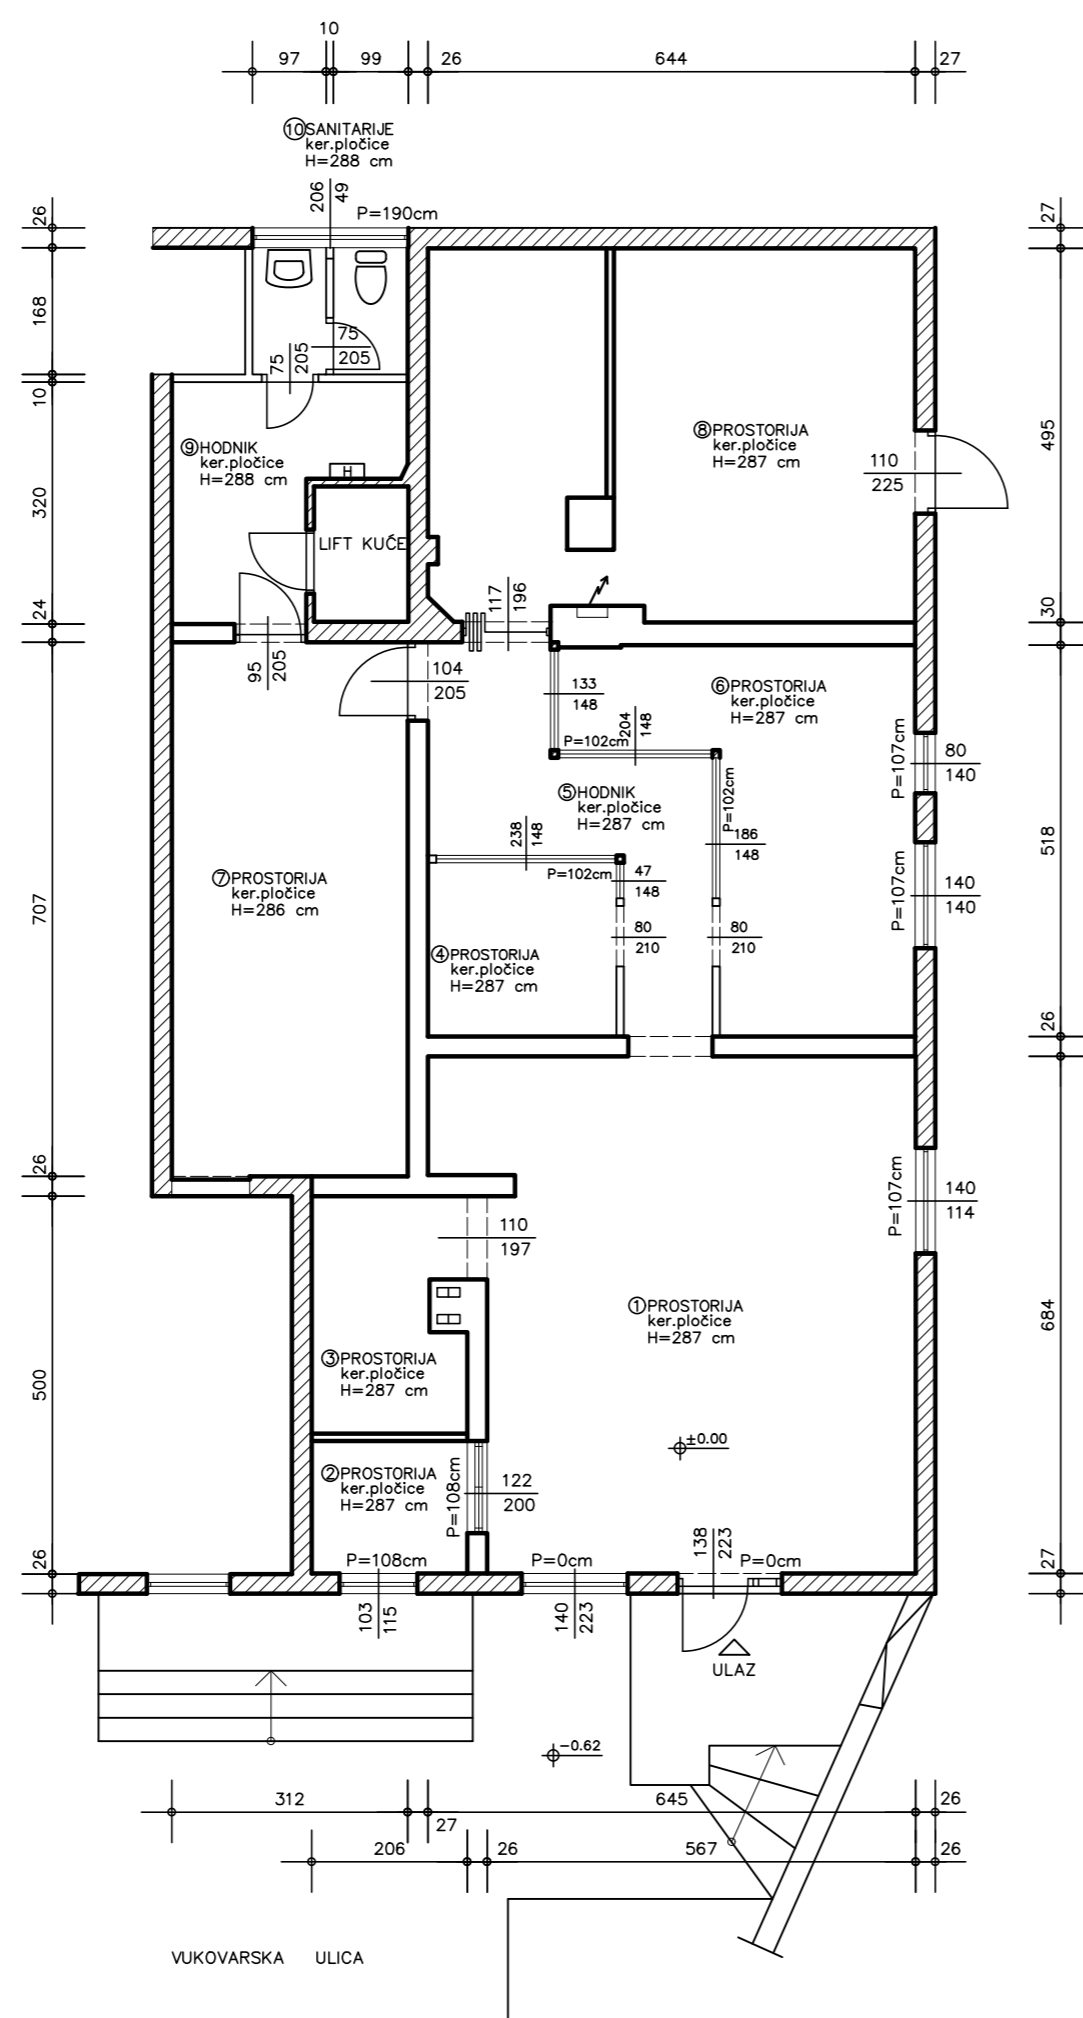 10
97
99
26
644
27
⑩SANITARIJE
ker.pločice
H=288 cm
206
49
P=190cm
26
27
168
75
205
75
205
10
495
⑨HODNIK
ker.pločice
H=288 cm
⑧PROSTORIJA
ker.pločice
H=287 cm
110
225
H
320
LIFT KUĆE
117
196
24
30
95
205
104
205
133
148
⑥PROSTORIJA
ker.pločice
H=287 cm
204
148
P=102cm
P=107cm
80
140
⑤HODNIK
ker.pločice
H=287 cm
P=102cm
238
148
186
148
518
P=102cm
47
148
P=107cm
140
140
⑦PROSTORIJA
ker.pločice
H=286 cm
707
80
210
80
210
④PROSTORIJA
ker.pločice
H=287 cm
26
26
P=107cm
140
114
110
197
①PROSTORIJA
ker.pločice
H=287 cm
684
③PROSTORIJA
ker.pločice
H=287 cm
500
±0.00
②PROSTORIJA
ker.pločice
H=287 cm
P=108cm
122
200
26
P=108cm
P=0cm
138
223
P=0cm
27
103
115
140
223
ULAZ
-0.62
312
27
645
26
206
26
567
26
VUKOVARSKA ULICA